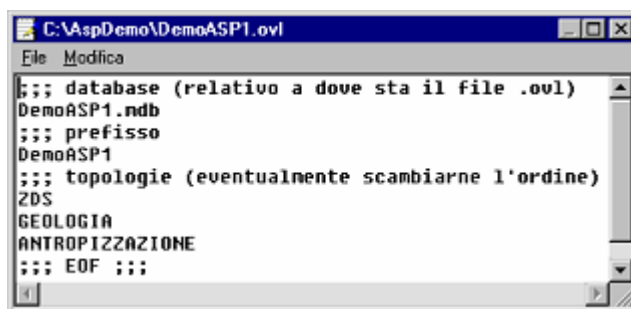 C:\AspDemo\DemoASP1.ovl
File Modifica
;;; database (relativo a dove sta il file .ovl)
DemoASP1.mdb
;;; prefisso
DemoASP1
;;; topologie (eventualmente scambiarne l'ordine)
ZDS
GEOLOGIA
ANTROPIZZAZIONE
;;; EOF ;;;